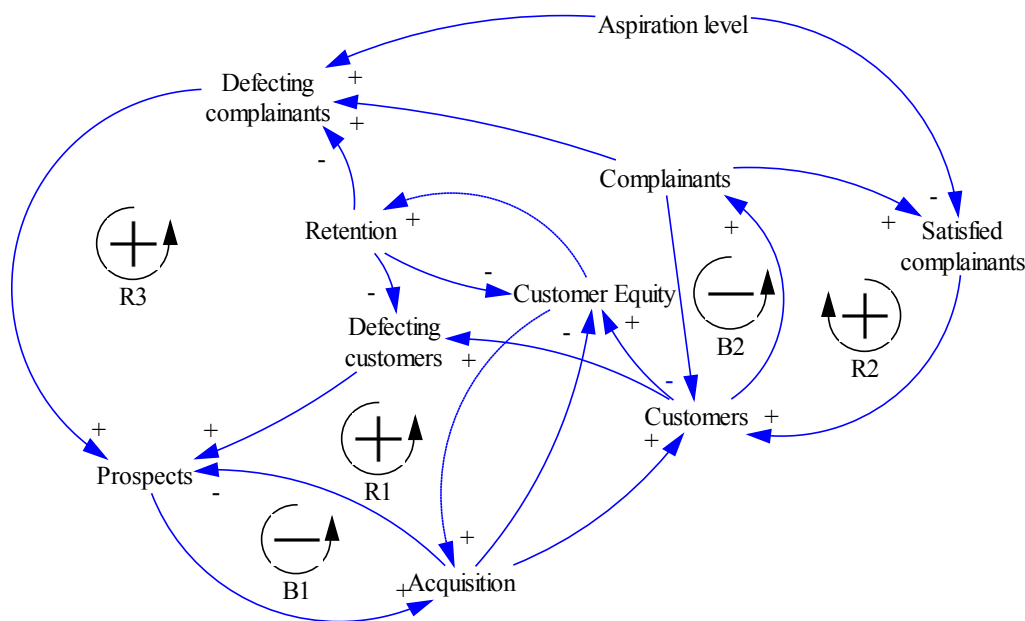 Aspiration level
+
Defecting
complainants
+
-
Complainants
+
-
Satisfied
complainants
+
Retention
+
R3
-
-
Customer Equity
+
-
B2
R2
Defecting
customers
+
-
Customers
+
+
+
+
Prospects
-
R1
B1
+
+
Acquisition